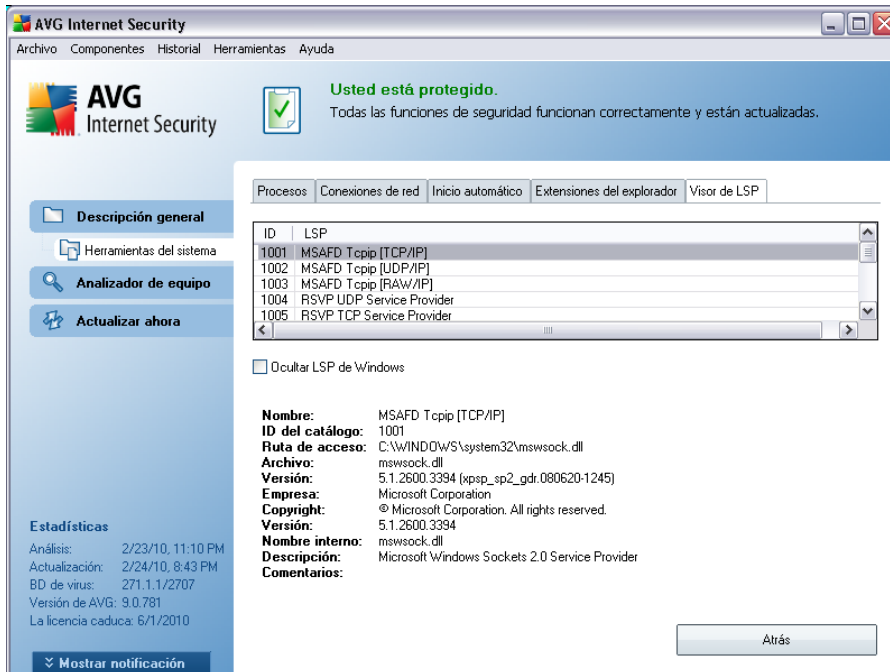 AVG Internet Security
Archivo Componentes Historial Herramientas Ayuda
AVG
Internet Security
Usted está protegido.
Todas las funciones de seguridad funcionan correctamente y están actualizadas.
Descripción general
Herramientas del sistema
Analizador de equipo
Actualizar ahora
Procesos Conexiones de red Inicio automático Extensiones del explorador Visor de LSP
ID LSP
1001 MSAFD Tcpip [TCP/IP]
1002 MSAFD Tcpip [UDP/IP]
1003 MSAFD Tcpip [RAW/IP]
1004 RSVP UDP Service Provider
1005 RSVP TCP Service Provider
Ocultar LSP de Windows
Nombre: MSAFD Tcpip [TCP/IP]
ID del catálogo: 1001
Ruta de acceso: C:\WINDOWS\system32\mswsock.dll
Archivo: mswsock.dll
Versión: 5.1.2600.3394 (xpsp_sp2_gdr.080620-1245)
Empresa: Microsoft Corporation
Copyright: © Microsoft Corporation. All rights reserved.
Versión: 5.1.2600.3394
Nombre interno: mswsock.dll
Descripción: Microsoft Windows Sockets 2.0 Service Provider
Comentarios:
Estadísticas
Análisis: 2/23/10, 11:10 PM
Actualización: 2/24/10, 8:43 PM
BD de virus: 271.1.1/2707
Versión de AVG: 9.0.781
La licencia caduca: 6/1/2010
Mostrar notificación
Atrás